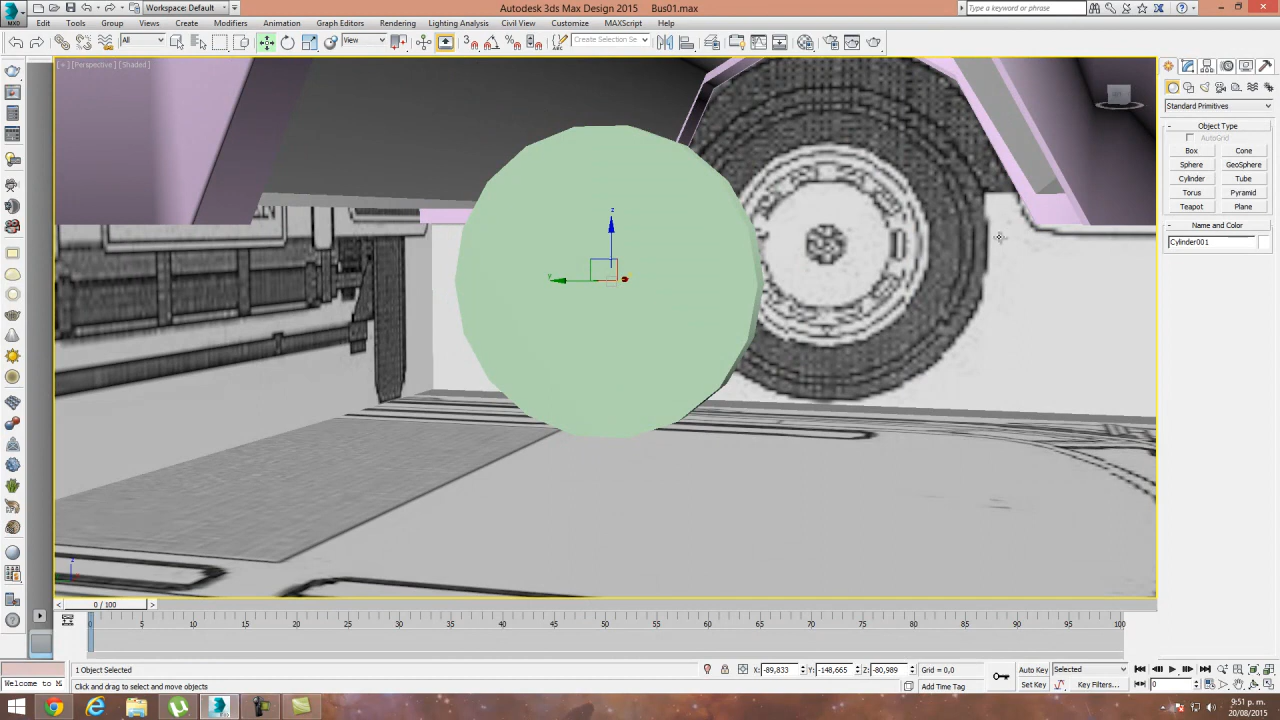 Workspace: Default
Autodesk 3ds Max Design 2015    Bus01.max
Type a keyword or phrase
Edit Tools Group Views Create Modifiers Animation Graph Editors Rendering Lighting Analysis Civil View Customize MAXScript Help
MXD
All
View
Create Selection Se
[ + ] [Perspective ] [Shaded ]
Standard Primitives
- Object Type
AutoGrid
Box Cone
Sphere GeoSphere
Cylinder Tube
Torus Pyramid
Teapot Plane
- Name and Color
Cylinder001
z
y
z
< 0 / 100 >
0 5 10 15 20 25 30 35 40 45 50 55 60 65 70 75 80 85 90 95 100
1 Object Selected
X: -89,833 Y: -148,665 Z: -80,989 Grid = 0,0
Auto Key Selected
Welcome to M
Click and drag to select and move objects
Add Time Tag
Set Key Key Filters...
0
9:51 p. m.
20/08/2015